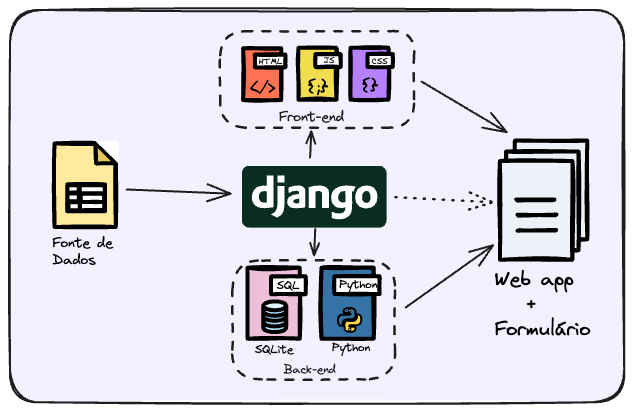 HTML
JS
CSS
</>
{;}
{}
Front-end
Fonte de
Dados
django
Web app
+
Formulário
SQL
Python
SQLite
Python
Back-end